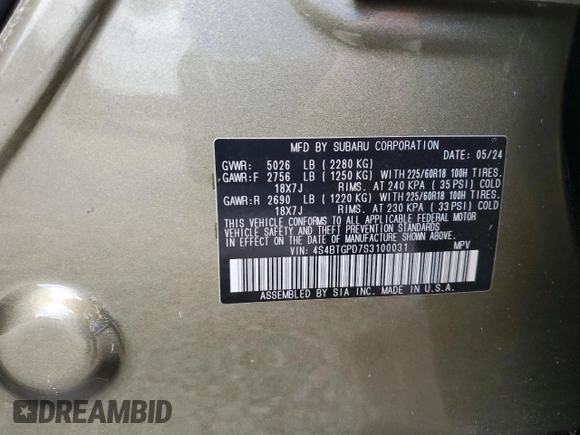 MFD BY SUBARU CORPORATION
DATE: 05/24
GVWR: 5026 LB ( 2280 KG)
GAWR:F 2756 LB ( 1250 KG) WITH 225/60R18 100H TIRES,
18X7J RIMS, AT 240 KPA ( 35 PSI) COLD
GAWR:R 2690 LB ( 1220 KG) WITH 225/60R18 100H TIRES,
18X7J RIMS, AT 230 KPA ( 33 PSI) COLD
THIS VEHICLE CONFORMS TO ALL APPLICABLE FEDERAL MOTOR
VEHICLE SAFETY AND THEFT PREVENTION STANDARDS
IN EFFECT ON THE DATE OF MANUFACTURE SHOWN ABOVE.
VIN: 4S4BTGPD7S3100031 MPV
ASSEMBLED BY SIA INC. MADE IN U.S.A.
DREAMBID